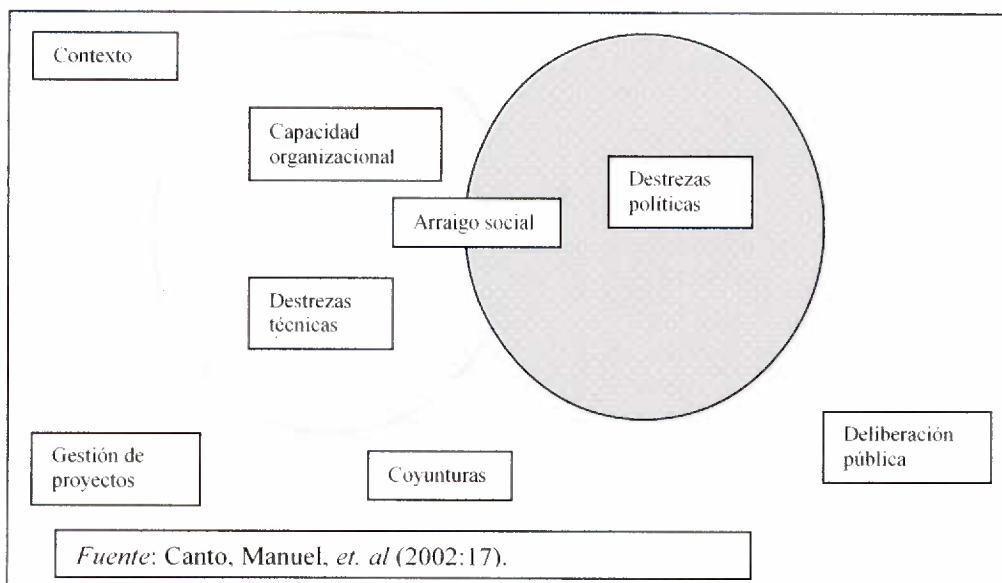 Contexto
Capacidad
organizacional
Destrezas
políticas
Arraigo social
Destrezas
técnicas
Gestión de
proyectos
Coyunturas
Deliberación
pública
Fuente: Canto, Manuel, et. al (2002:17).